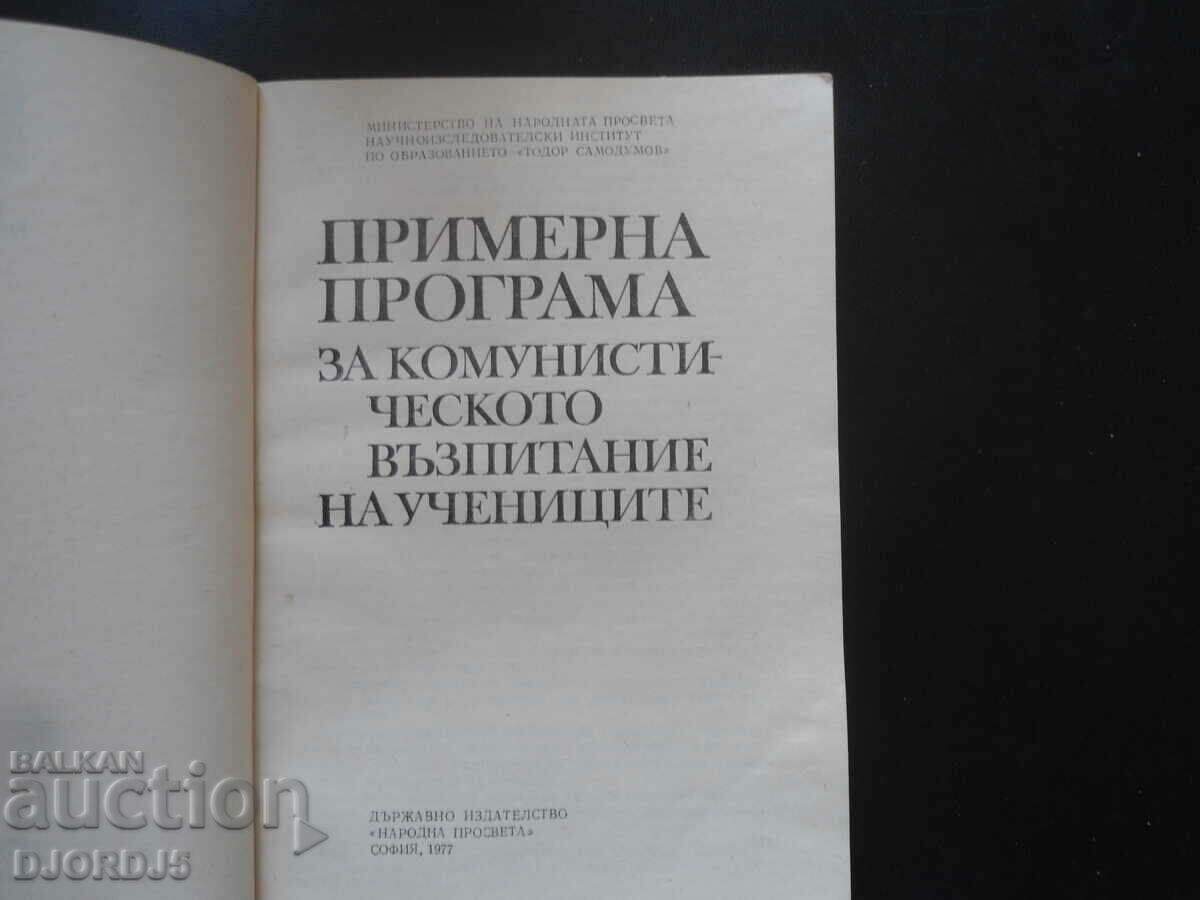 МИНИСТЕРСТВО НА НАРОДНАТА ПРОСВЕТА
НАУЧНОИЗСЛЕДОВАТЕЛСКИ ИНСТИТУТ
ПО ОБРАЗОВАНИЕТО «ТОДОР САМОДУМОВ»
ПРИМЕРНА
ПРОГРАМА
ЗА КОМУНИСТИ-
ЧЕСКОТО
ВЪЗПИТАНИЕ
НА УЧЕНИЦИТЕ
ДЪРЖАВНО ИЗДАТЕЛСТВО
«НАРОДНА ПРОСВЕТА»
СОФИЯ, 1977
BALKAN
auction
DJORDJ5